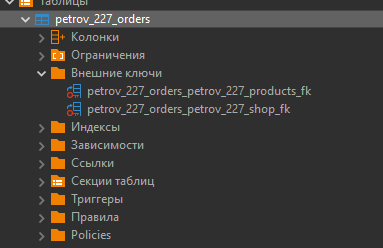 Таблицы
petrov_227_orders
Колонки
Ограничения
Внешние ключи
petrov_227_orders_petrov_227_products_fk
petrov_227_orders_petrov_227_shop_fk
Индексы
Зависимости
Ссылки
Секции таблиц
Триггеры
Правила
Policies